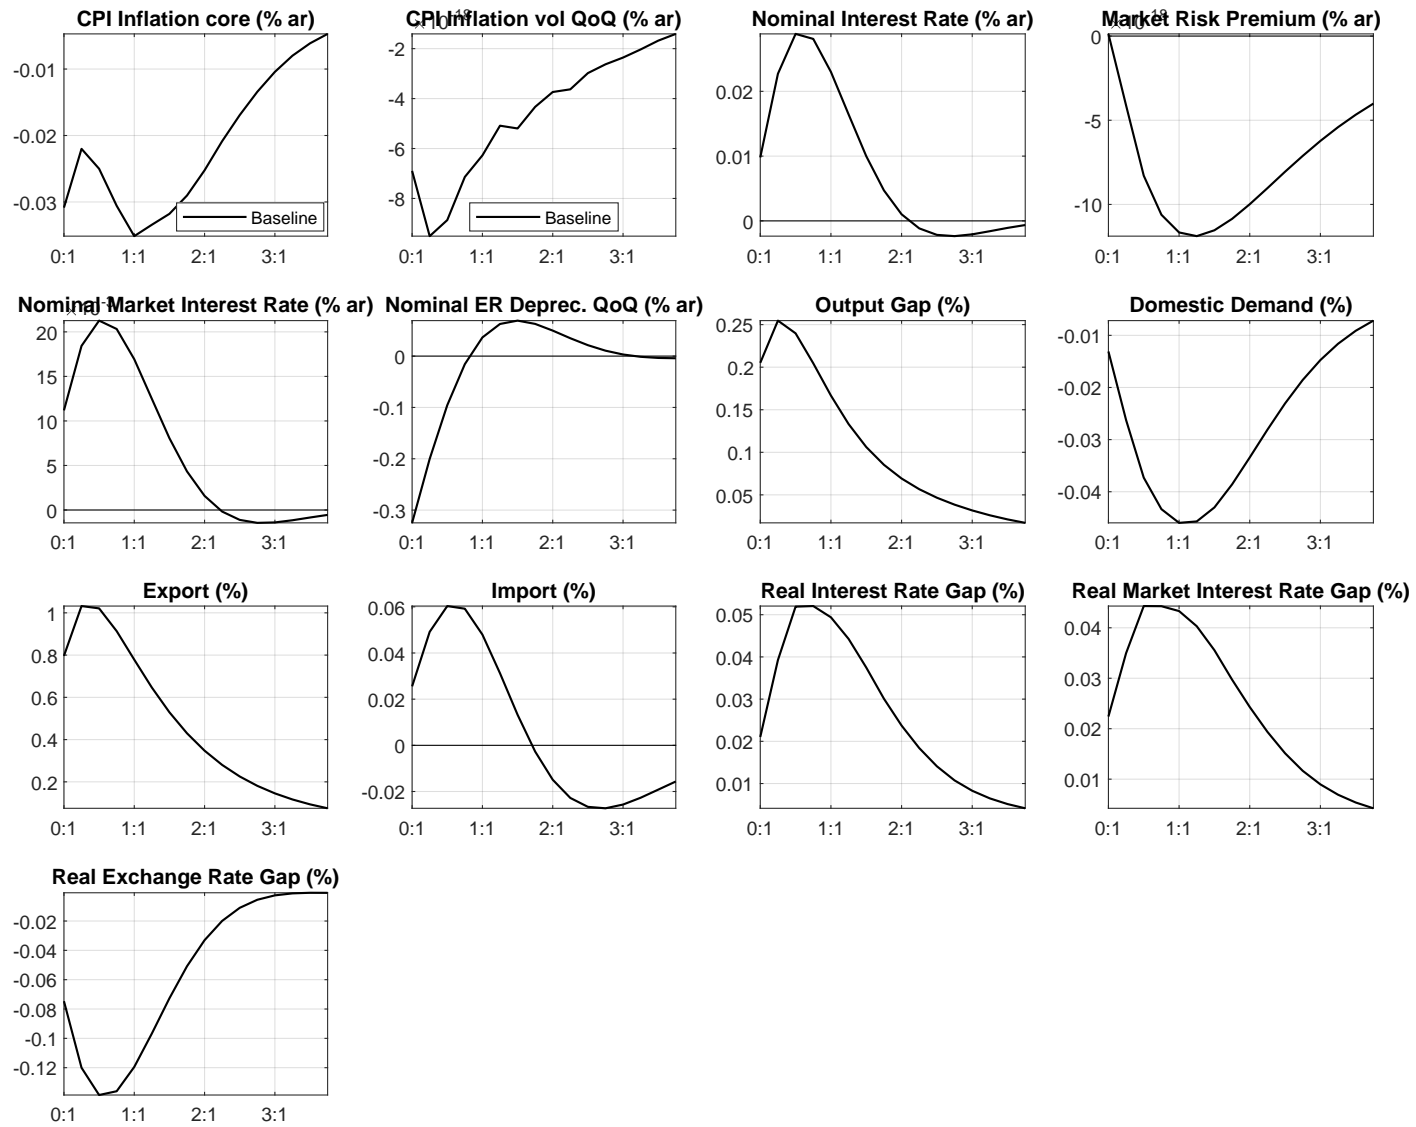 CPI Inflation core (% ar)
-0.01
-0.02
-0.03
Baseline
0:1 1:1 2:1 3:1
CPI Inflation vol QoQ (% ar)
-2
-4
-6
-8
Baseline
0:1 1:1 2:1 3:1
Nominal Interest Rate (% ar)
0.02
0.01
0
0:1 1:1 2:1 3:1
Market Risk Premium (% ar)
0
-5
-10
0:1 1:1 2:1 3:1
Nominal Market Interest Rate (% ar)
20
15
10
5
0
0:1 1:1 2:1 3:1
Nominal ER Deprec. QoQ (% ar)
0
-0.1
-0.2
-0.3
0:1 1:1 2:1 3:1
Output Gap (%)
0.25
0.2
0.15
0.1
0.05
0:1 1:1 2:1 3:1
Domestic Demand (%)
-0.01
-0.02
-0.03
-0.04
0:1 1:1 2:1 3:1
Export (%)
1
0.8
0.6
0.4
0.2
0:1 1:1 2:1 3:1
Import (%)
0.06
0.04
0.02
0
-0.02
0:1 1:1 2:1 3:1
Real Interest Rate Gap (%)
0.05
0.04
0.03
0.02
0.01
0:1 1:1 2:1 3:1
Real Market Interest Rate Gap (%)
0.04
0.03
0.02
0.01
0:1 1:1 2:1 3:1
Real Exchange Rate Gap (%)
-0.02
-0.04
-0.06
-0.08
-0.1
-0.12
0:1 1:1 2:1 3:1